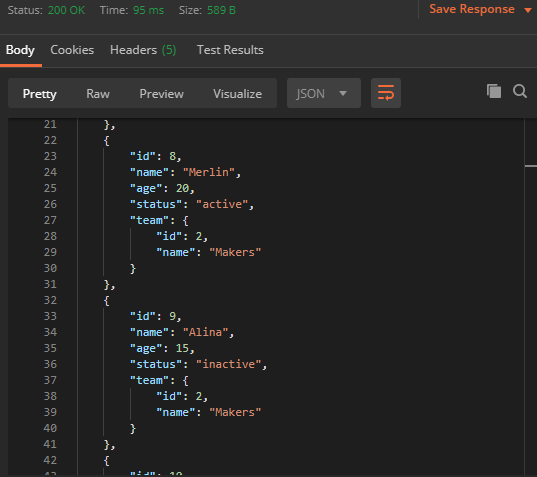 Status: 200 OK Time: 95 ms Size: 589 B Save Response
Body Cookies Headers (5) Test Results
Pretty Raw Preview Visualize JSON
21 },
22 {
23 "id": 8,
24 "name": "Merlin",
25 "age": 20,
26 "status": "active",
27 "team": {
28 "id": 2,
29 "name": "Makers"
30 }
31 },
32 {
33 "id": 9,
34 "name": "Alina",
35 "age": 15,
36 "status": "inactive",
37 "team": {
38 "id": 2,
39 "name": "Makers"
40 }
41 },
42 {